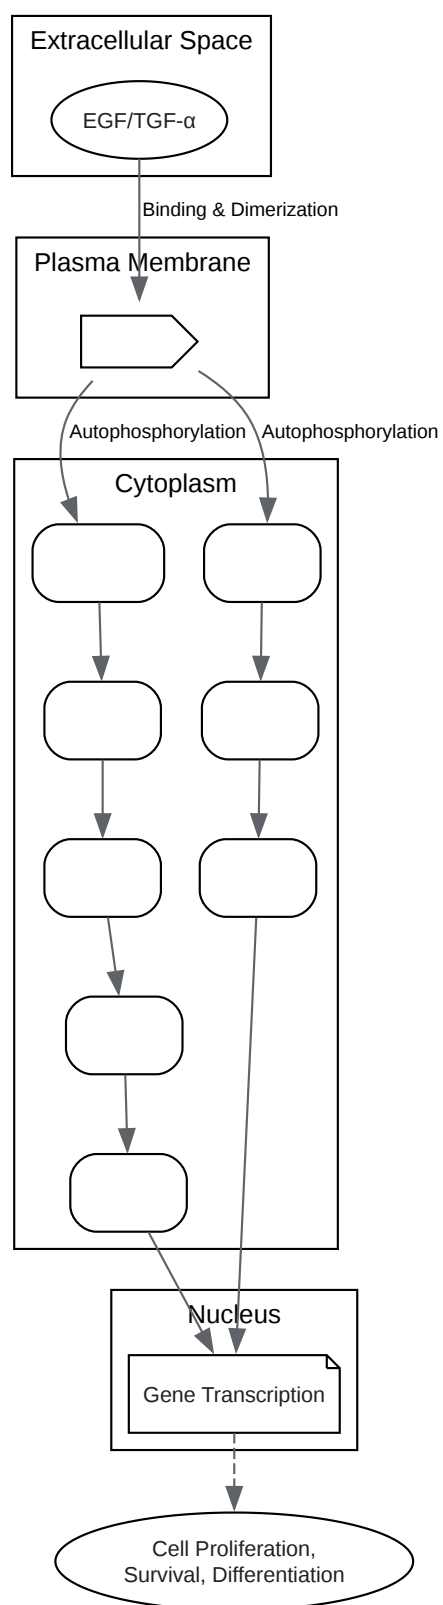 Extracellular Space
EGF/TGF-α
Binding & Dimerization
Plasma Membrane
Autophosphorylation
Autophosphorylation
Cytoplasm
Nucleus
Gene Transcription
Cell Proliferation,
Survival, Differentiation